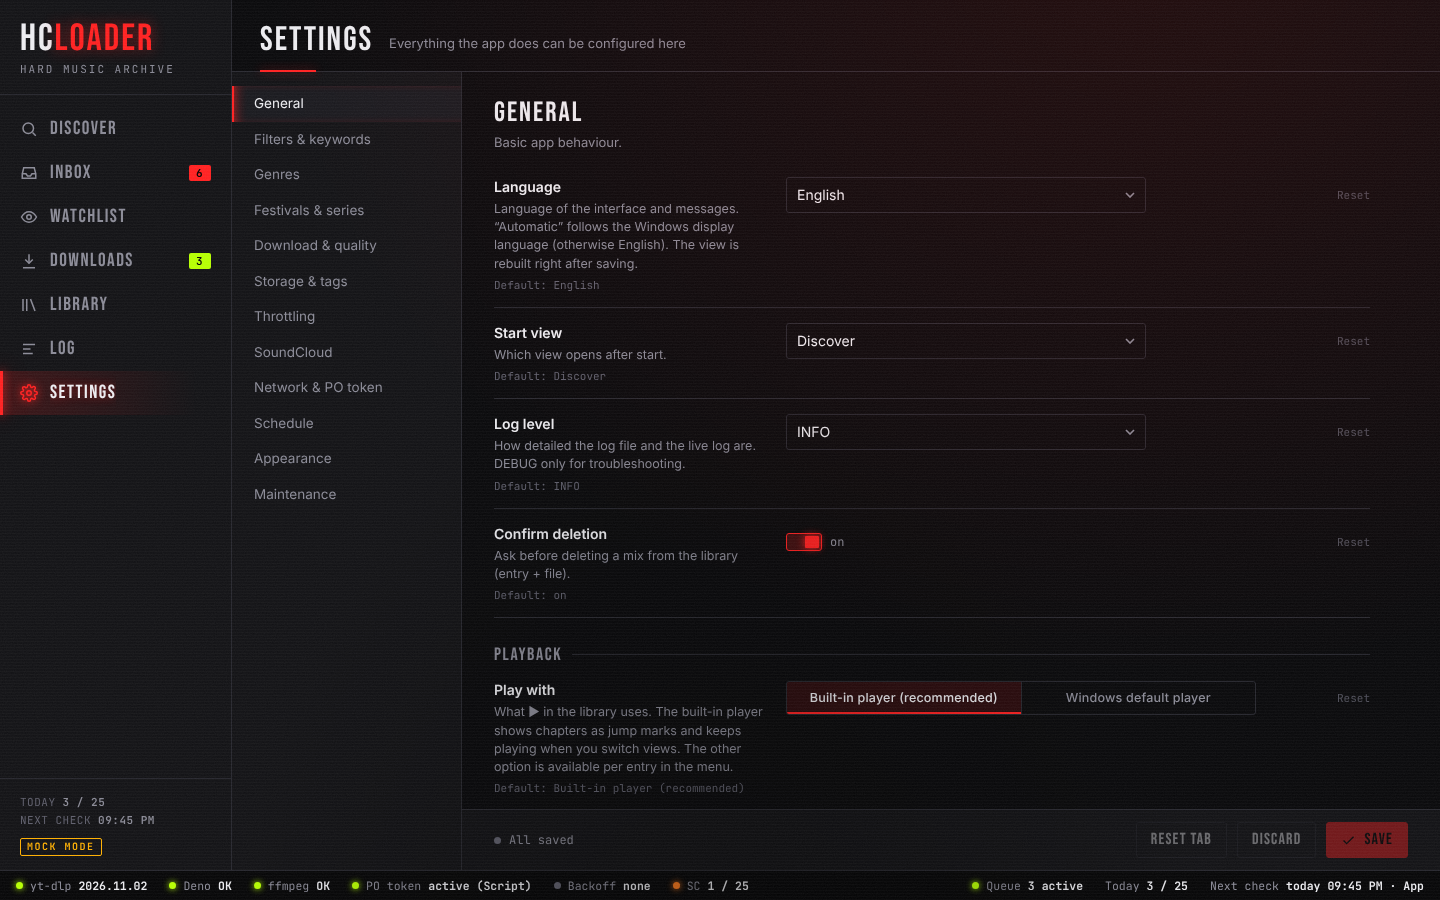 HCLOADER
HARD MUSIC ARCHIVE
DISCOVER
INBOX 6
WATCHLIST
DOWNLOADS 3
LIBRARY
LOG
SETTINGS
TODAY 3 / 25
NEXT CHECK 09:45 PM
MOCK MODE
SETTINGS Everything the app does can be configured here
General
Filters & keywords
Genres
Festivals & series
Download & quality
Storage & tags
Throttling
SoundCloud
Network & PO token
Schedule
Appearance
Maintenance
GENERAL
Basic app behaviour.
Language
Language of the interface and messages.
“Automatic” follows the Windows display
language (otherwise English). The view is
rebuilt right after saving.
Default: English
English
Reset
Start view
Which view opens after start.
Default: Discover
Discover
Reset
Log level
How detailed the log file and the live log are.
DEBUG only for troubleshooting.
Default: INFO
INFO
Reset
Confirm deletion
Ask before deleting a mix from the library
(entry + file).
Default: on
on
Reset
PLAYBACK
Play with
What ▶ in the library uses. The built-in player
shows chapters as jump marks and keeps
playing when you switch views. The other
option is available per entry in the menu.
Default: Built-in player (recommended)
Built-in player (recommended)
Windows default player
Reset
All saved
RESET TAB
DISCARD
SAVE
yt-dlp 2026.11.02 Deno OK ffmpeg OK PO token active (Script) Backoff none SC 1 / 25 Queue 3 active Today 3 / 25 Next check today 09:45 PM · App